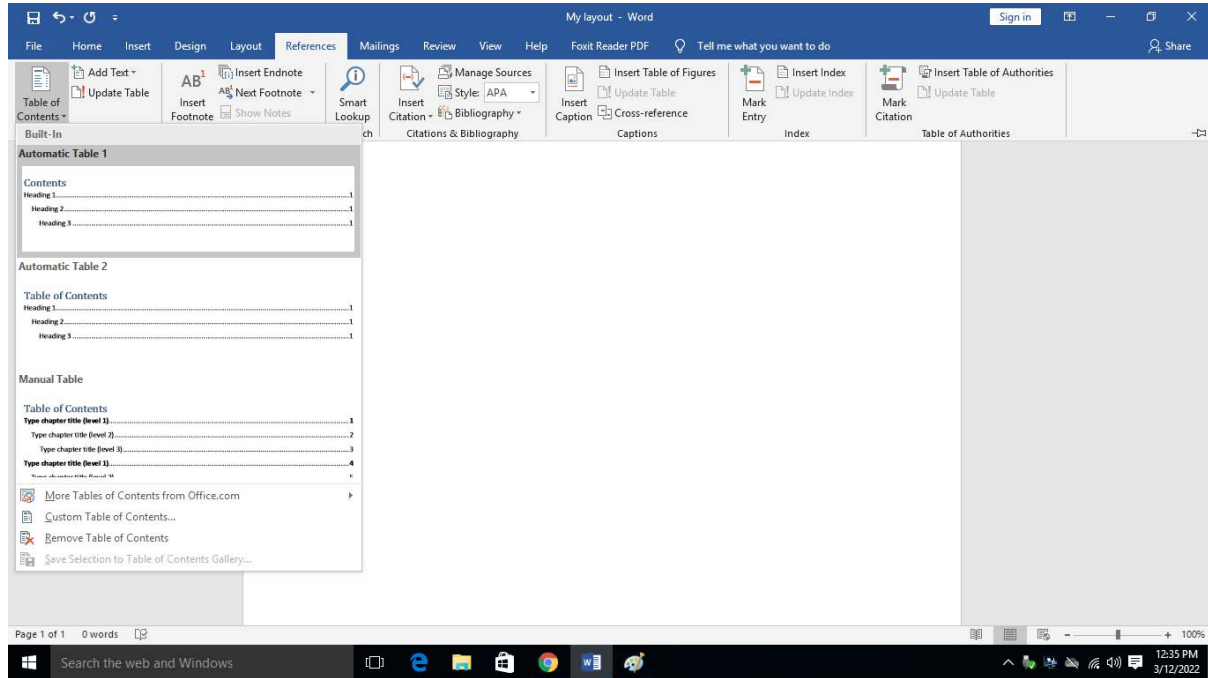 My layout - Word
Sign in
File Home Insert Design Layout References Mailings Review View Help Foxit Reader PDF Tell me what you want to do Share
Table of Contents
Add Text
Update Table
AB1
Insert Footnote
Insert Endnote
AB1 Next Footnote
Show Notes
Smart Lookup
Insert Citation
Manage Sources
Style: APA
Bibliography
Insert Caption
Insert Table of Figures
Update Table
Cross-reference
Mark Entry
Insert Index
Update Index
Mark Citation
Insert Table of Authorities
Update Table
ch Citations & Bibliography Captions Index Table of Authorities
Built-In
Automatic Table 1
Contents
Heading 1 1
Heading 2 1
Heading 3 1
Automatic Table 2
Table of Contents
Heading 1 1
Heading 2 1
Heading 3 1
Manual Table
Table of Contents
Type chapter title (level 1) 1
Type chapter title (level 2) 2
Type chapter title (level 3) 3
Type chapter title (level 1) 4
More Tables of Contents from Office.com
Custom Table of Contents...
Remove Table of Contents
Save Selection to Table of Contents Gallery...
Page 1 of 1 0 words 100%
Search the web and Windows
12:35 PM
3/12/2022